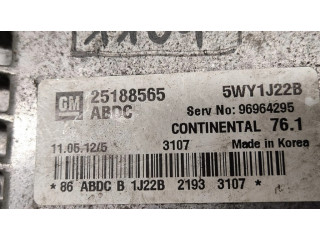 GM 25188565 5WY1J22B
ABDC Serv No: 96964295
CONTINENTAL 76.1
11.05.12/5 3107 Made in Korea
* 86 ABDC B 1J22B 2193 3107 *